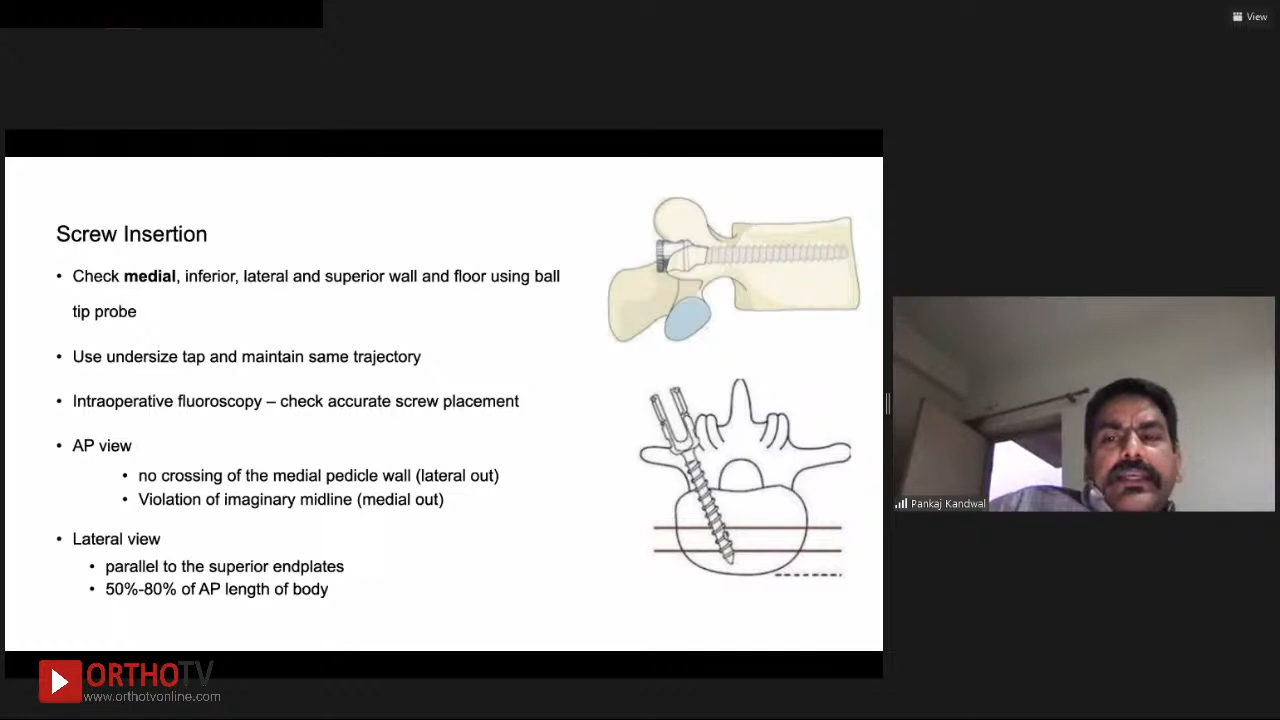 View
Screw Insertion
• Check medial, inferior, lateral and superior wall and floor using ball
tip probe
• Use undersize tap and maintain same trajectory
• Intraoperative fluoroscopy – check accurate screw placement
• AP view
• no crossing of the medial pedicle wall (lateral out)
• Violation of imaginary midline (medial out)
• Lateral view
• parallel to the superior endplates
• 50%-80% of AP length of body
Pankaj Kandwal
ORTHOTV
www.orthotvonline.com